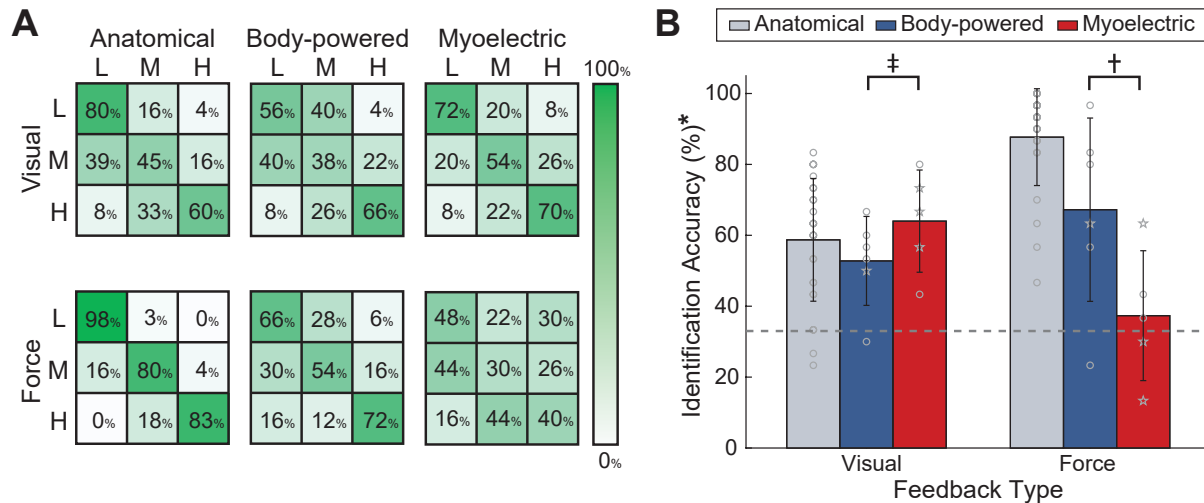 A
Anatomical Body-powered Myoelectric
L M H L M H L M H
100%
Visual
L 80% 16% 4% 56% 40% 4% 72% 20% 8%
M 39% 45% 16% 40% 38% 22% 20% 54% 26%
H 8% 33% 60% 8% 26% 66% 8% 22% 70%
Force
L 98% 3% 0% 66% 28% 6% 48% 22% 30%
M 16% 80% 4% 30% 54% 16% 44% 30% 26%
H 0% 18% 83% 16% 12% 72% 16% 44% 40%
0%
B
Anatomical Body-powered Myoelectric
‡ †
Identification Accuracy (%)*
100
80
60
40
20
0
Visual Force
Feedback Type